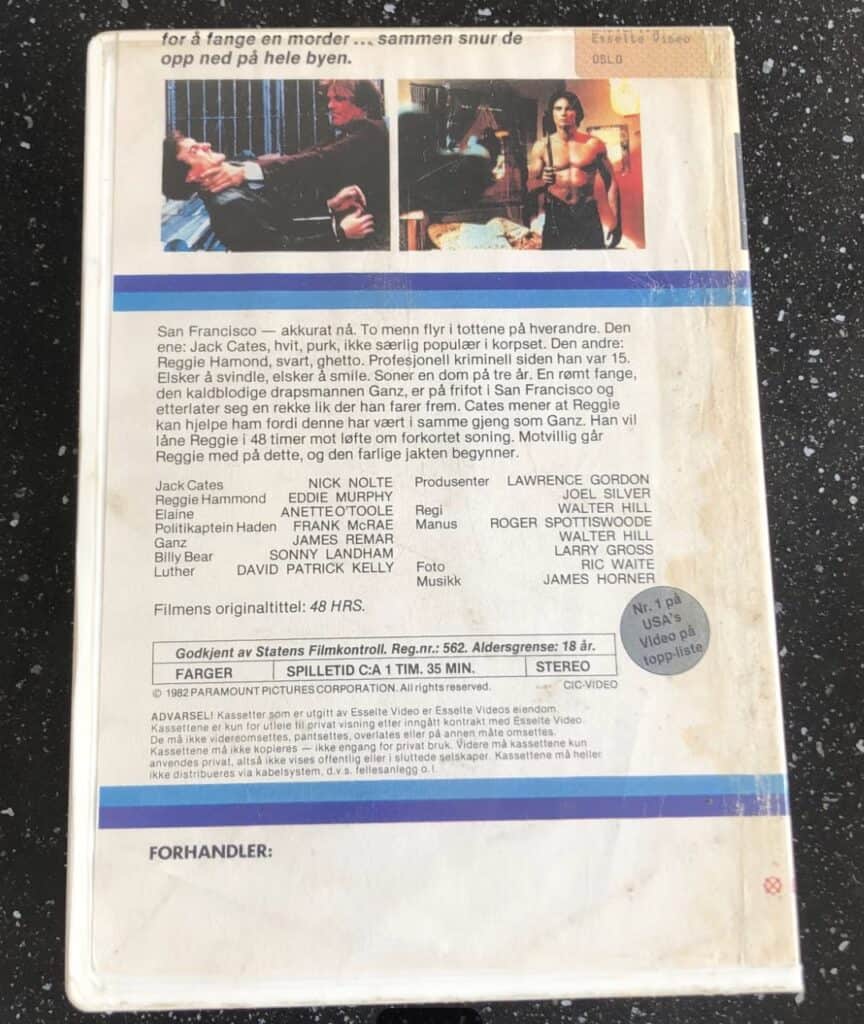 for å fange en morder ... sammen snur de
opp ned på hele byen.
Esselte Video
OSLO
San Francisco — akkurat nå. To menn flyr i tottene på hverandre. Den
ene: Jack Cates, hvit, purk, ikke særlig populær i korpset. Den andre:
Reggie Hamond, svart, ghetto. Profesjonell kriminell siden han var 15.
Elsker å svindle, elsker å smile. Soner en dom på tre år. En rømt fange,
den kaldblodige drapsmannen Ganz, er på frifot i San Francisco og
etterlater seg en rekke lik der han farer frem. Cates mener at Reggie
kan hjelpe ham fordi denne har vært i samme gjeng som Ganz. Han vil
låne Reggie i 48 timer mot løfte om forkortet soning. Motvillig går
Reggie med på dette, og den farlige jakten begynner.
Jack Cates NICK NOLTE
Reggie Hammond EDDIE MURPHY
Elaine ANETTE O'TOOLE
Politikaptein Haden FRANK McRAE
Ganz JAMES REMAR
Billy Bear SONNY LANDHAM
Luther DAVID PATRICK KELLY
Produsenter LAWRENCE GORDON
JOEL SILVER
Regi WALTER HILL
Manus ROGER SPOTTISWOODE
WALTER HILL
LARRY GROSS
Foto RIC WAITE
Musikk JAMES HORNER
Filmens originaltittel: 48 HRS.
Nr. 1 på
USA's
Video på
topp-liste
Godkjent av Statens Filmkontroll. Reg.nr.: 562. Aldersgrense: 18 år.
FARGER SPILLETID C:A 1 TIM. 35 MIN. STEREO
© 1982 PARAMOUNT PICTURES CORPORATION. All rights reserved. CIC-VIDEO
ADVARSEL! Kassetter som er utgitt av Esselte Video er Esselte Videos eiendom.
Kassettene er kun for utleie til privat visning etter inngått kontrakt med Esselte Video.
De må ikke videreomsettes, pantsettes, overlates eller på annen måte omsettes.
Kassettene må ikke kopieres — ikke engang for privat bruk. Videre må kassettene kun
anvendes privat, altså ikke vises offentlig eller i sluttede selskaper. Kassettene må heller
ikke distribueres via kabelsystem, d.v.s. fellesanlegg o.l.
FORHANDLER: